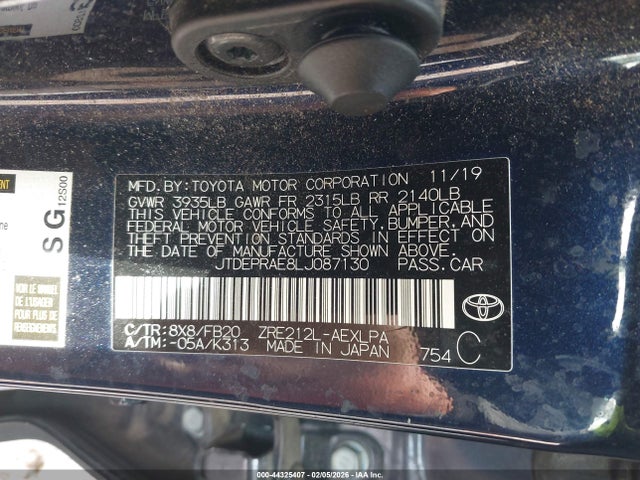 MFD.BY:TOYOTA MOTOR CORPORATION 11/19
GVWR 3935LB GAWR FR 2315LB RR 2140LB
THIS VEHICLE CONFORMS TO ALL APPLICABLE
FEDERAL MOTOR VEHICLE SAFETY,BUMPER,AND
THEFT PREVENTION STANDARDS IN EFFECT ON
THE DATE OF MANUFACTURE SHOWN ABOVE.
JTDEPRAE8LJ087130 PASS.CAR
C/TR:8X8/FB20 ZRE212L-AEXLPA
A/TM:-05A/K313 MADE IN JAPAN 754 C
SG
12S00
000-44325407 - 02/05/2026 - IAA